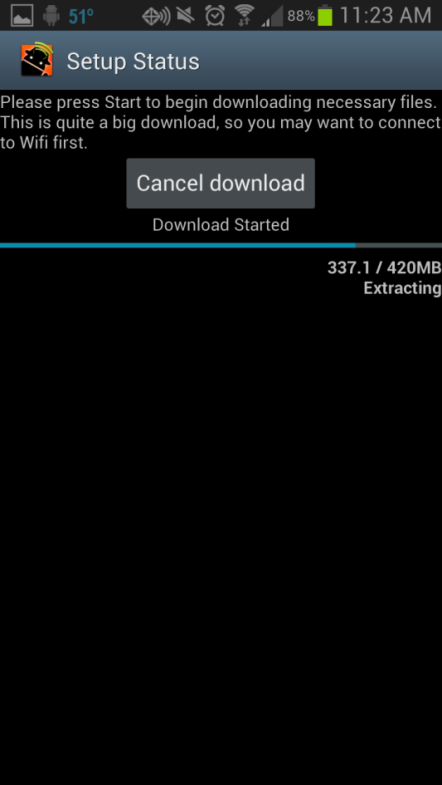 51° 88% 11:23 AM
Setup Status
Please press Start to begin downloading necessary files.
This is quite a big download, so you may want to connect
to Wifi first.
Cancel download
Download Started
337.1 / 420MB
Extracting